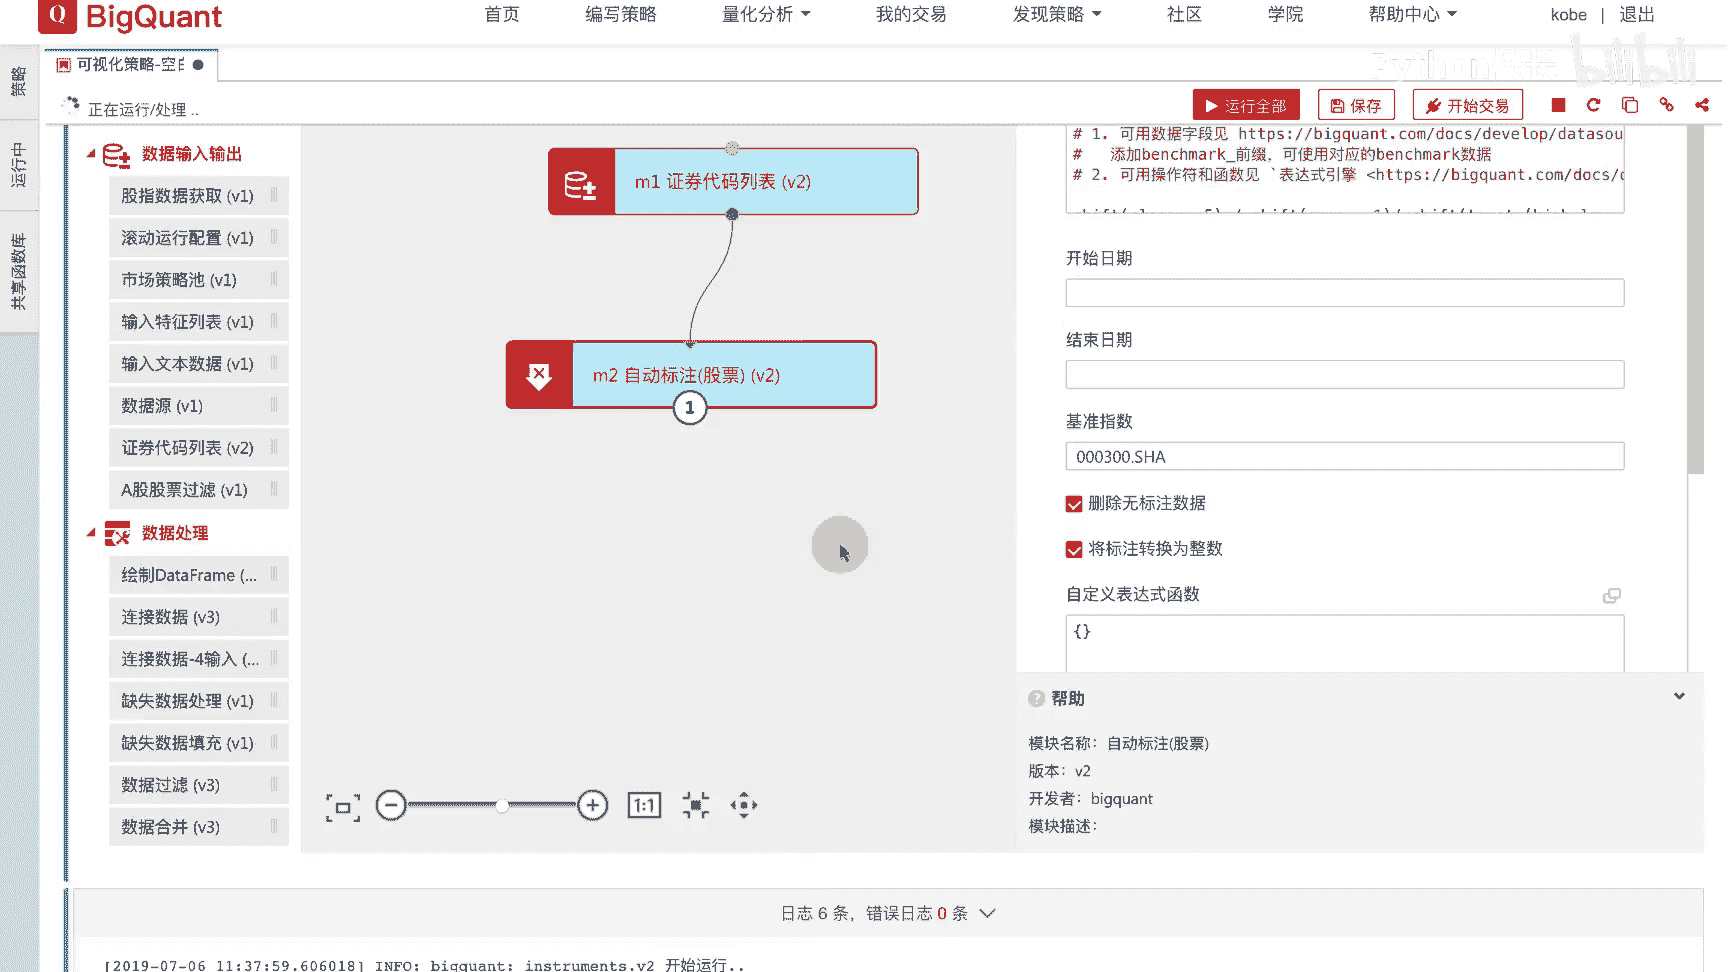 BigQuant
首页 编写策略 量化分析 我的交易 发现策略 社区 学院 帮助中心 kobe | 退出
可视化策略-空白
bilibili
正在运行/处理 ..
运行全部 保存 开始交易
策略
运行中
共享函数库
数据输入输出
股指数据获取 (v1)
滚动运行配置 (v1)
市场策略池 (v1)
输入特征列表 (v1)
输入文本数据 (v1)
数据源 (v1)
证券代码列表 (v2)
A股股票过滤 (v1)
数据处理
绘制DataFrame (...
连接数据 (v3)
连接数据-4输入 (...
缺失数据处理 (v1)
缺失数据填充 (v1)
数据过滤 (v3)
数据合并 (v3)
m1 证券代码列表 (v2)
m2 自动标注(股票) (v2)
1
1:1
# 1. 可用数据字段见 https://bigquant.com/docs/develop/datasou
# 添加benchmark_前缀，可使用对应的benchmark数据
# 2. 可用操作符和函数见 `表达式引擎 <https://bigquant.com/docs/
开始日期
结束日期
基准指数
000300.SHA
删除无标注数据
将标注转换为整数
自定义表达式函数
{}
帮助
模块名称：自动标注(股票)
版本：v2
开发者：bigquant
模块描述：
日志 6 条，错误日志 0 条
[2019-07-06 11:37:59.606018] INFO: bigquant: instruments.v2 开始运行..